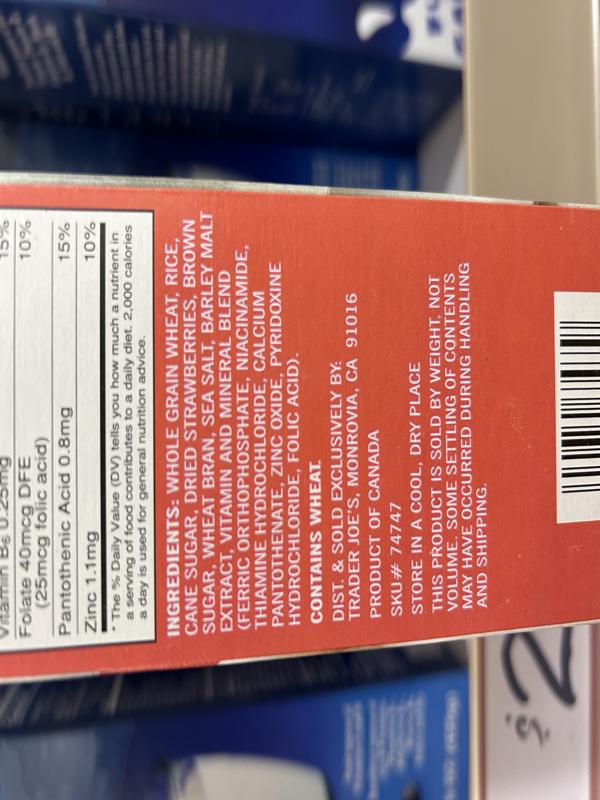 Vitamin B₆ 0.25mg 15%
Folate 40mcg DFE 10%
(25mcg folic acid)
Pantothenic Acid 0.8mg 15%
Zinc 1.1mg 10%
* The % Daily Value (DV) tells you how much a nutrient in
a serving of food contributes to a daily diet. 2,000 calories
a day is used for general nutrition advice.
INGREDIENTS: WHOLE GRAIN WHEAT, RICE,
CANE SUGAR, DRIED STRAWBERRIES, BROWN
SUGAR, WHEAT BRAN, SEA SALT, BARLEY MALT
EXTRACT, VITAMIN AND MINERAL BLEND
(FERRIC ORTHOPHOSPHATE, NIACINAMIDE,
THIAMINE HYDROCHLORIDE, CALCIUM
PANTOTHENATE, ZINC OXIDE, PYRIDOXINE
HYDROCHLORIDE, FOLIC ACID).
CONTAINS WHEAT.
DIST. & SOLD EXCLUSIVELY BY:
TRADER JOE'S, MONROVIA, CA 91016
PRODUCT OF CANADA
SKU# 74747
STORE IN A COOL, DRY PLACE
THIS PRODUCT IS SOLD BY WEIGHT, NOT
VOLUME. SOME SETTLING OF CONTENTS
MAY HAVE OCCURRED DURING HANDLING
AND SHIPPING.
$2